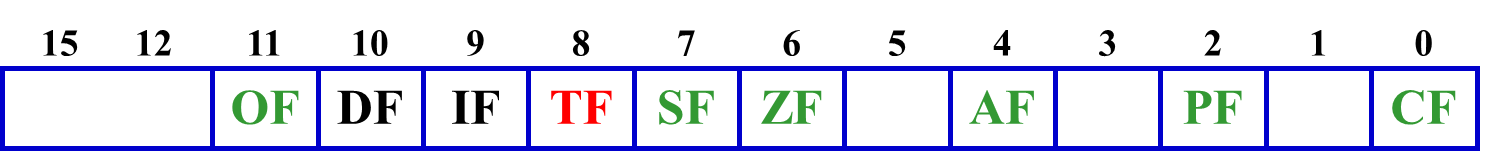 15 12 11 10 9 8 7 6 5 4 3 2 1 0
OF DF IF TF SF ZF AF PF CF